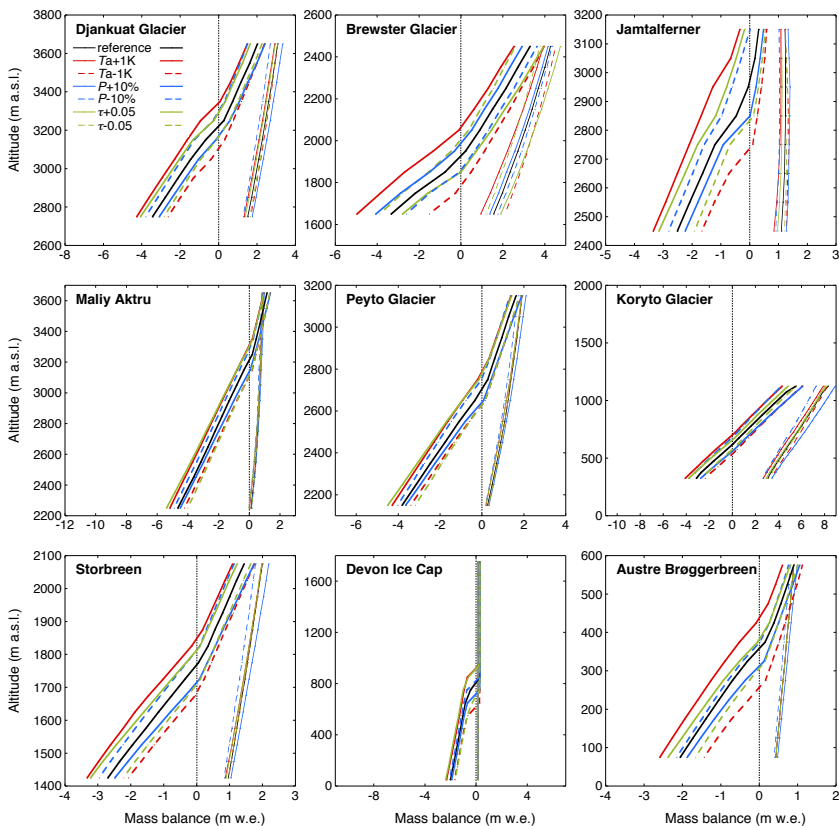 Djankuat Glacier
reference
Ta+1K
Ta-1K
P+10%
P-10%
τ+0.05
τ-0.05
Altitude (m a.s.l.)
3800
3600
3400
3200
3000
2800
2600
-8 -6 -4 -2 0 2 4
Brewster Glacier
2600
2400
2200
2000
1800
1600
-6 -4 -2 0 2 4
Jamtalferner
3200
3100
3000
2900
2800
2700
2600
2500
2400
-5 -4 -3 -2 -1 0 1 2 3
Maliy Aktru
Altitude (m a.s.l.)
3600
3400
3200
3000
2800
2600
2400
2200
-12 -10 -8 -6 -4 -2 0 2
Peyto Glacier
3200
3000
2800
2600
2400
2200
-6 -4 -2 0 2 4
Koryto Glacier
2000
1500
1000
500
0
-10 -8 -6 -4 -2 0 2 4 6 8
Storbreen
Altitude (m a.s.l.)
2100
2000
1900
1800
1700
1600
1500
1400
-4 -3 -2 -1 0 1 2 3
Mass balance (m w.e.)
Devon Ice Cap
1600
1200
800
400
0
-8 -4 0 4
Mass balance (m w.e.)
Austre Brøggerbreen
600
500
400
300
200
100
0
-4 -3 -2 -1 0 1 2
Mass balance (m w.e.)